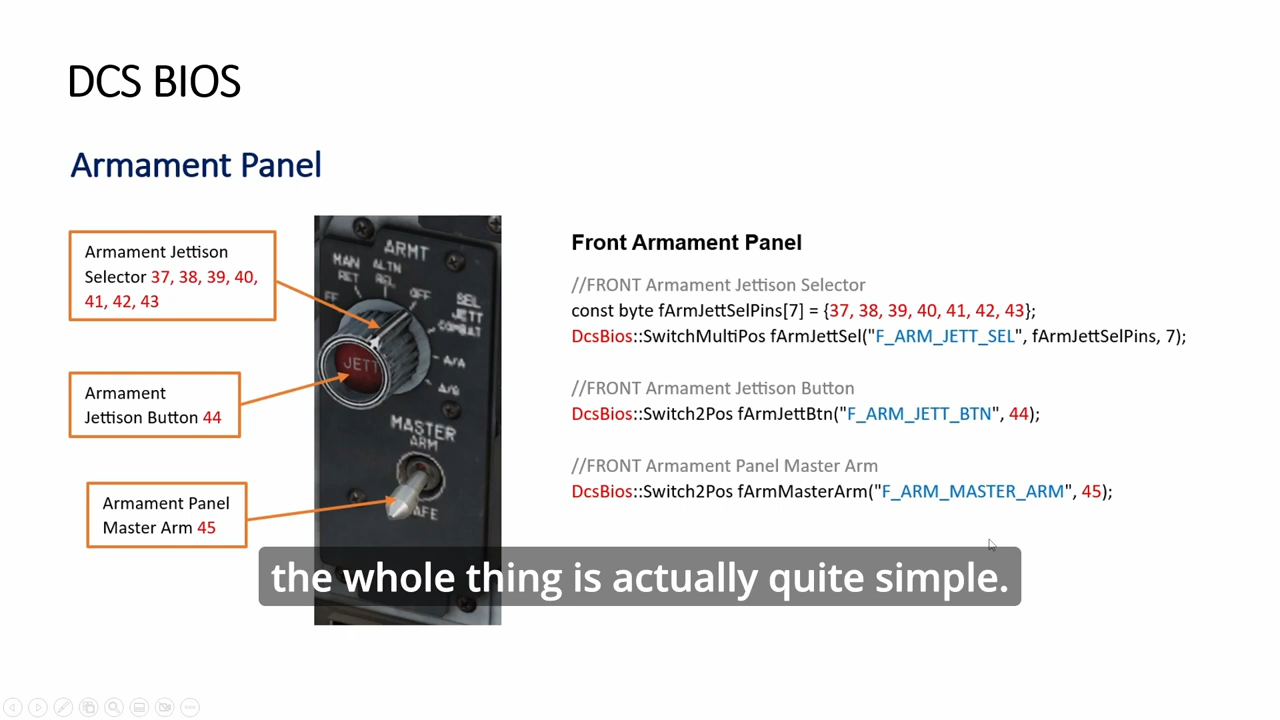 DCS BIOS
Armament Panel
Armament Jettison
Selector 37, 38, 39, 40,
41, 42, 43
Armament
Jettison Button 44
Armament Panel
Master Arm 45
ARMT
MAN
RET
ALTN
REL
FF
OFF
SEL
JETT
COMBAT
A/A
A/G
JETT
MASTER
ARM
AFE
Front Armament Panel
//FRONT Armament Jettison Selector
const byte fArmJettSelPins[7] = {37, 38, 39, 40, 41, 42, 43};
DcsBios::SwitchMultiPos fArmJettSel("F_ARM_JETT_SEL", fArmJettSelPins, 7);
//FRONT Armament Jettison Button
DcsBios::Switch2Pos fArmJettBtn("F_ARM_JETT_BTN", 44);
//FRONT Armament Panel Master Arm
DcsBios::Switch2Pos fArmMasterArm("F_ARM_MASTER_ARM", 45);
the whole thing is actually quite simple.